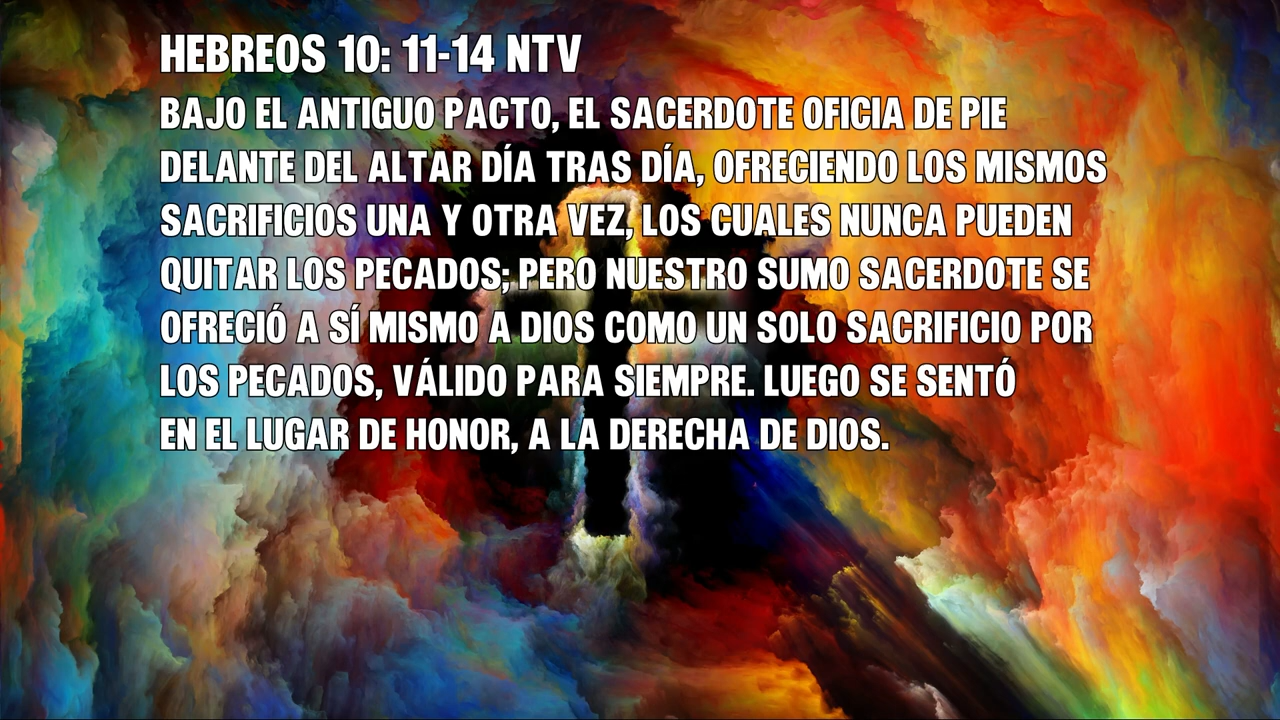 HEBREOS 10: 11-14 NTV
BAJO EL ANTIGUO PACTO, EL SACERDOTE OFICIA DE PIE
DELANTE DEL ALTAR DÍA TRAS DÍA, OFRECIENDO LOS MISMOS
SACRIFICIOS UNA Y OTRA VEZ, LOS CUALES NUNCA PUEDEN
QUITAR LOS PECADOS; PERO NUESTRO SUMO SACERDOTE SE
OFRECIÓ A SÍ MISMO A DIOS COMO UN SOLO SACRIFICIO POR
LOS PECADOS, VÁLIDO PARA SIEMPRE. LUEGO SE SENTÓ
EN EL LUGAR DE HONOR, A LA DERECHA DE DIOS.